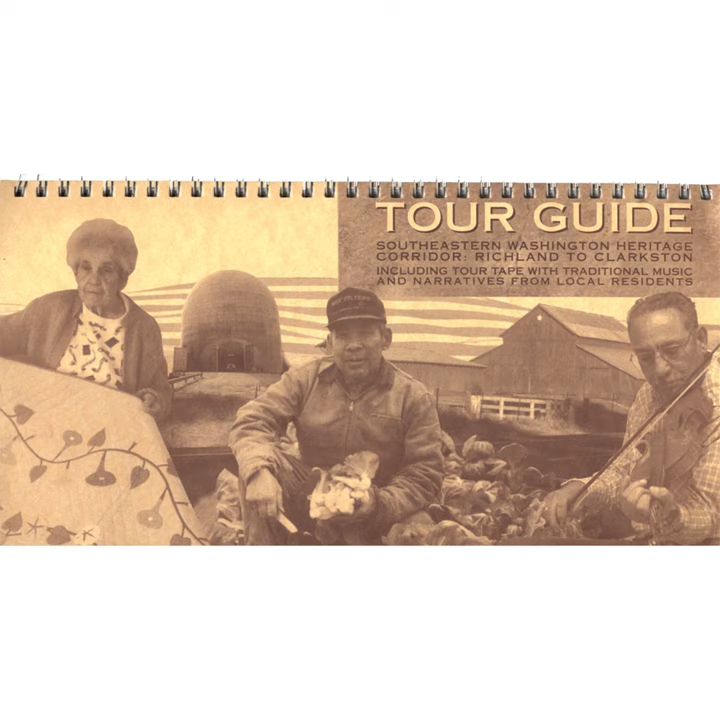 TOUR GUIDE
SOUTHEASTERN WASHINGTON HERITAGE
CORRIDOR: RICHLAND TO CLARKSTON
INCLUDING TOUR TAPE WITH TRADITIONAL MUSIC
AND NARRATIVES FROM LOCAL RESIDENTS